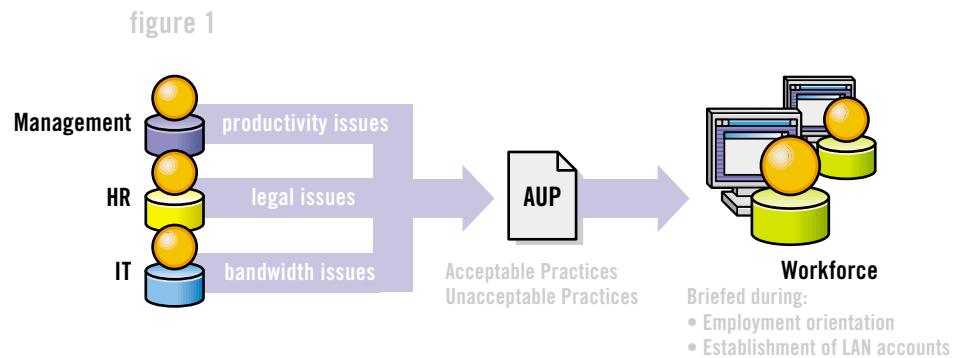 figure 1
Management
productivity issues
HR
legal issues
IT
bandwidth issues
AUP
Acceptable Practices
Unacceptable Practices
Workforce
Briefed during:
• Employment orientation
• Establishment of LAN accounts